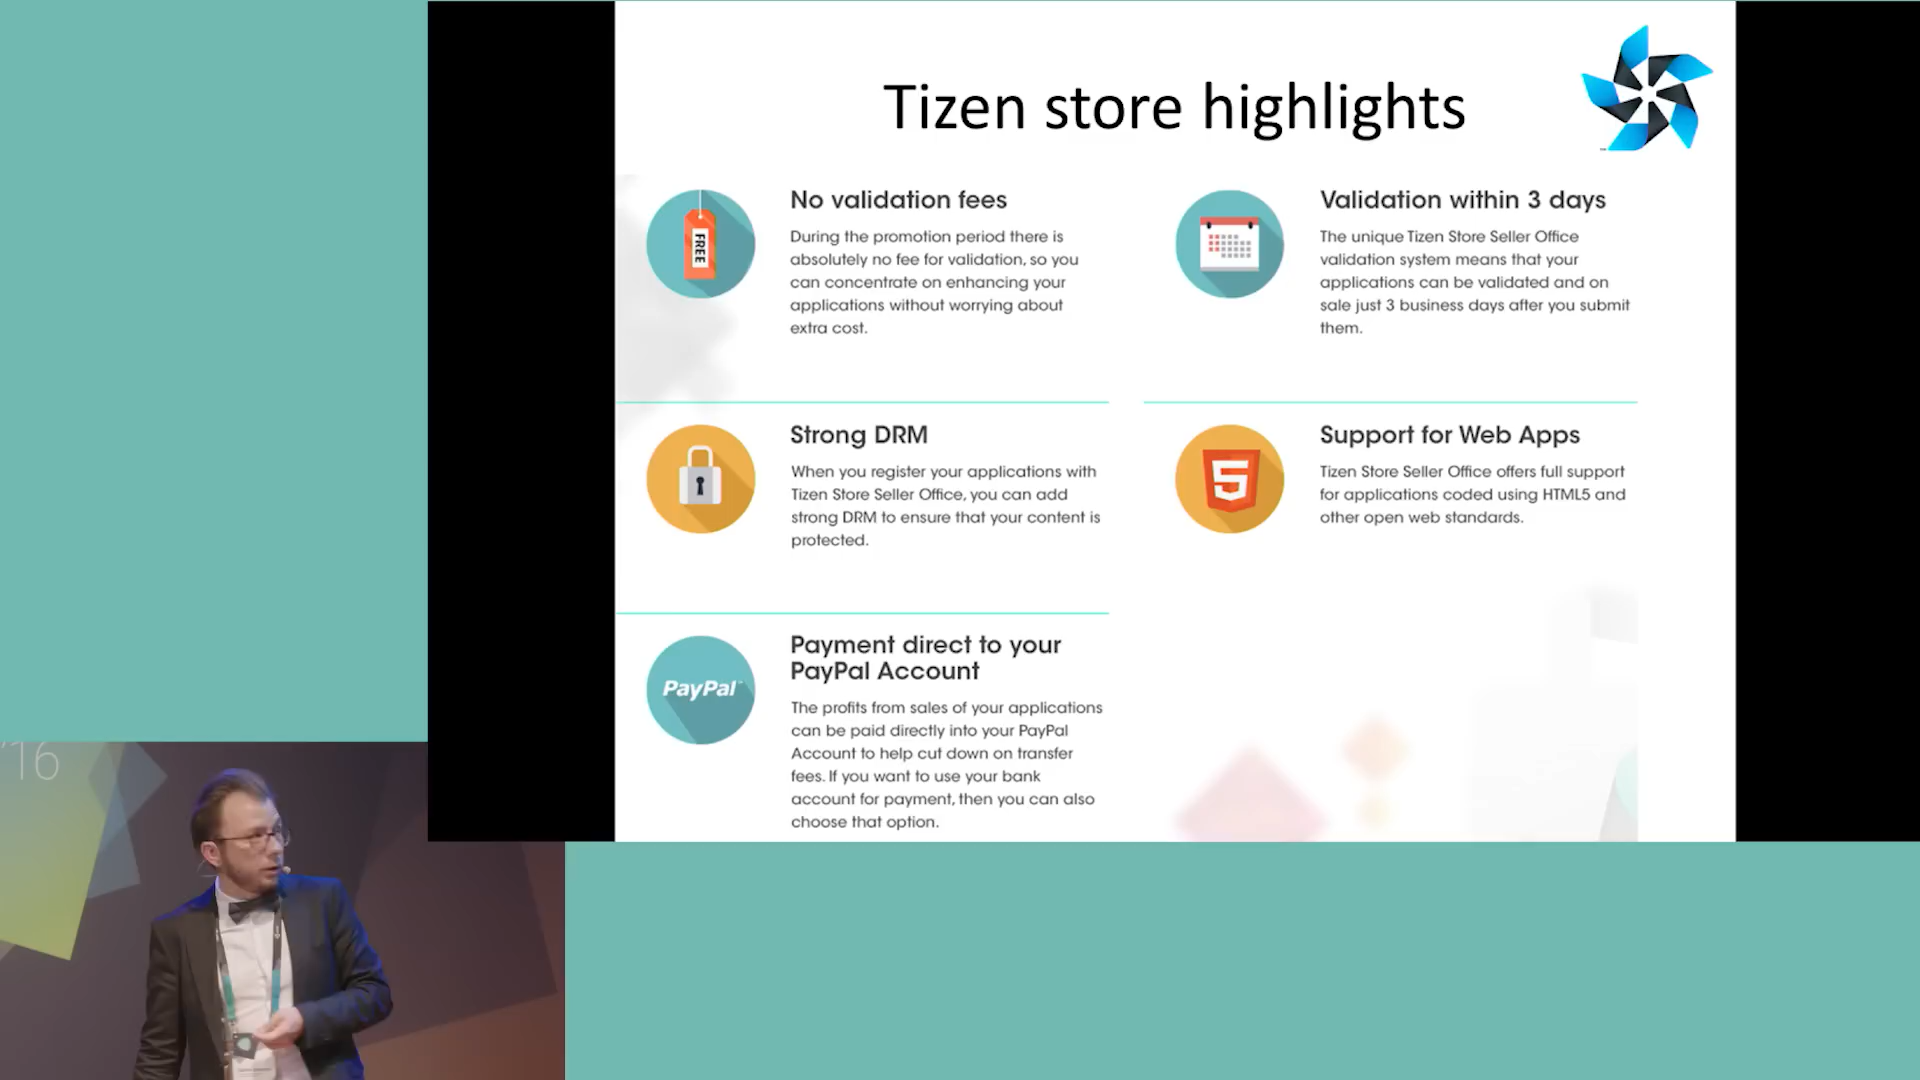 Tizen store highlights
FREE
No validation fees
During the promotion period there is
absolutely no fee for validation, so you
can concentrate on enhancing your
applications without worrying about
extra cost.
Validation within 3 days
The unique Tizen Store Seller Office
validation system means that your
applications can be validated and on
sale just 3 business days after you submit
them.
Strong DRM
When you register your applications with
Tizen Store Seller Office, you can add
strong DRM to ensure that your content is
protected.
5
Support for Web Apps
Tizen Store Seller Office offers full support
for applications coded using HTML5 and
other open web standards.
PayPal
Payment direct to your
PayPal Account
The profits from sales of your applications
can be paid directly into your PayPal
Account to help cut down on transfer
fees. If you want to use your bank
account for payment, then you can also
choose that option.
'16